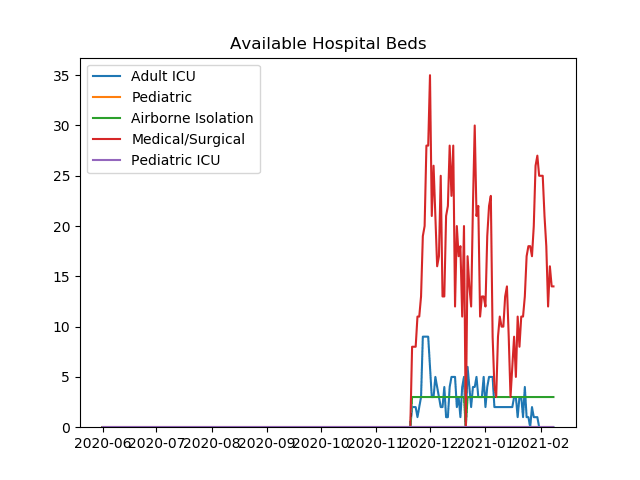 Available Hospital Beds
Adult ICU
Pediatric
Airborne Isolation
Medical/Surgical
Pediatric ICU
35
30
25
20
15
10
5
0
2020-06 2020-07 2020-08 2020-09 2020-10 2020-11 2020-12 2021-01 2021-02